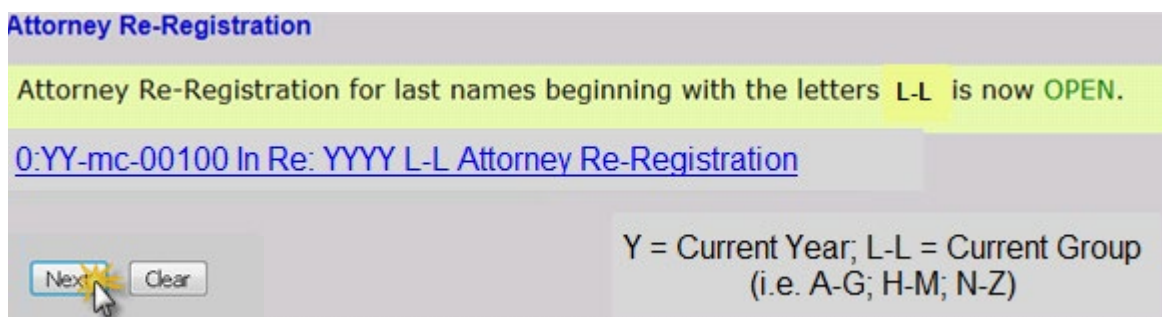 Attorney Re-Registration
Attorney Re-Registration for last names beginning with the letters L-L is now OPEN.
0:YY-mc-00100 In Re: YYYY L-L Attorney Re-Registration
Y = Current Year; L-L = Current Group
(i.e. A-G; H-M; N-Z)
Next Clear